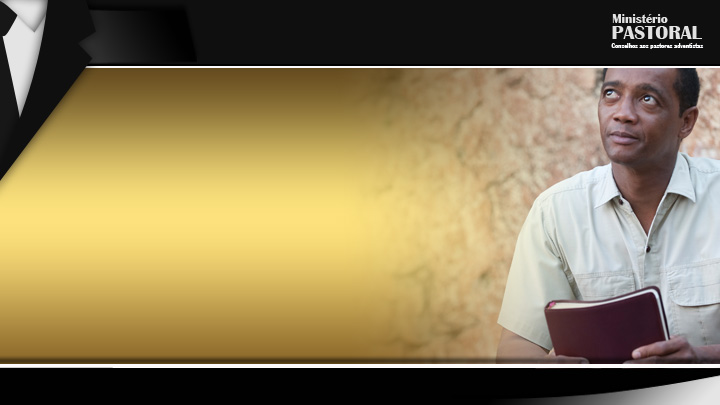 Ministério
PASTORAL
Conselhos aos pastores adventistas